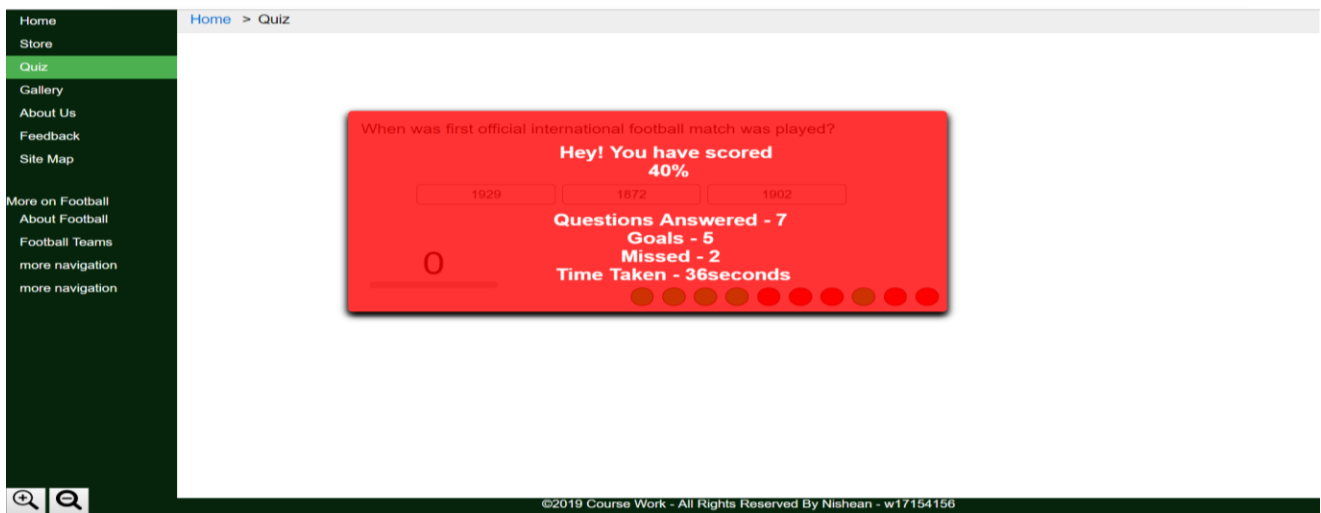 Home
Store
Quiz
Gallery
About Us
Feedback
Site Map
More on Football
About Football
Football Teams
more navigation
more navigation
Home > Quiz
When was first official international football match was played?
Hey! You have scored
40%
1929 1872 1902
Questions Answered - 7
Goals - 5
Missed - 2
0
Time Taken - 36seconds
©2019 Course Work - All Rights Reserved By Nishean - w17154156